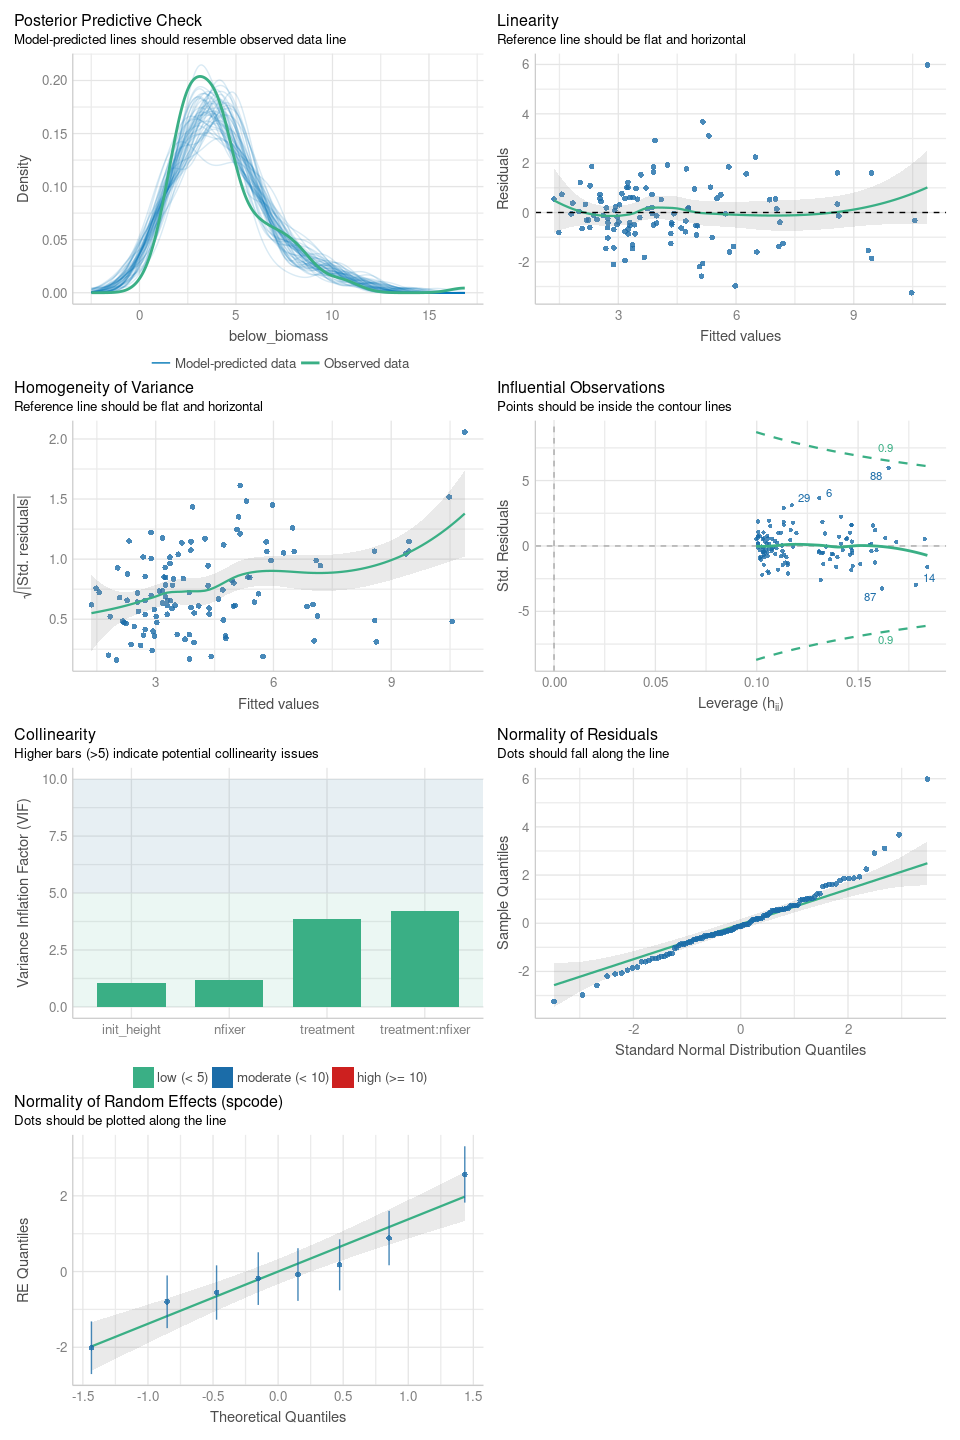 Posterior Predictive Check
Model-predicted lines should resemble observed data line
0.20
0.15
0.10
0.05
0.00
Density
0
5
10
15
below_biomass
Model-predicted data
Observed data
Linearity
Reference line should be flat and horizontal
6
4
2
0
-2
Residuals
3
6
9
Fitted values
Homogeneity of Variance
Reference line should be flat and horizontal
2.0
1.5
1.0
0.5
√|Std. residuals|
3
6
9
Fitted values
Influential Observations
Points should be inside the contour lines
5
0
-5
Std. Residuals
0.9
88
29
6
14
87
0.9
0.00
0.05
0.10
0.15
Leverage (hii)
Collinearity
Higher bars (>5) indicate potential collinearity issues
10.0
7.5
5.0
2.5
0.0
Variance Inflation Factor (VIF)
init_height
nfixer
treatment
treatment:nfixer
low (< 5)
moderate (< 10)
high (>= 10)
Normality of Residuals
Dots should fall along the line
6
4
2
0
-2
Sample Quantiles
-2
0
2
Standard Normal Distribution Quantiles
Normality of Random Effects (spcode)
Dots should be plotted along the line
2
0
-2
RE Quantiles
-1.5
-1.0
-0.5
0.0
0.5
1.0
1.5
Theoretical Quantiles